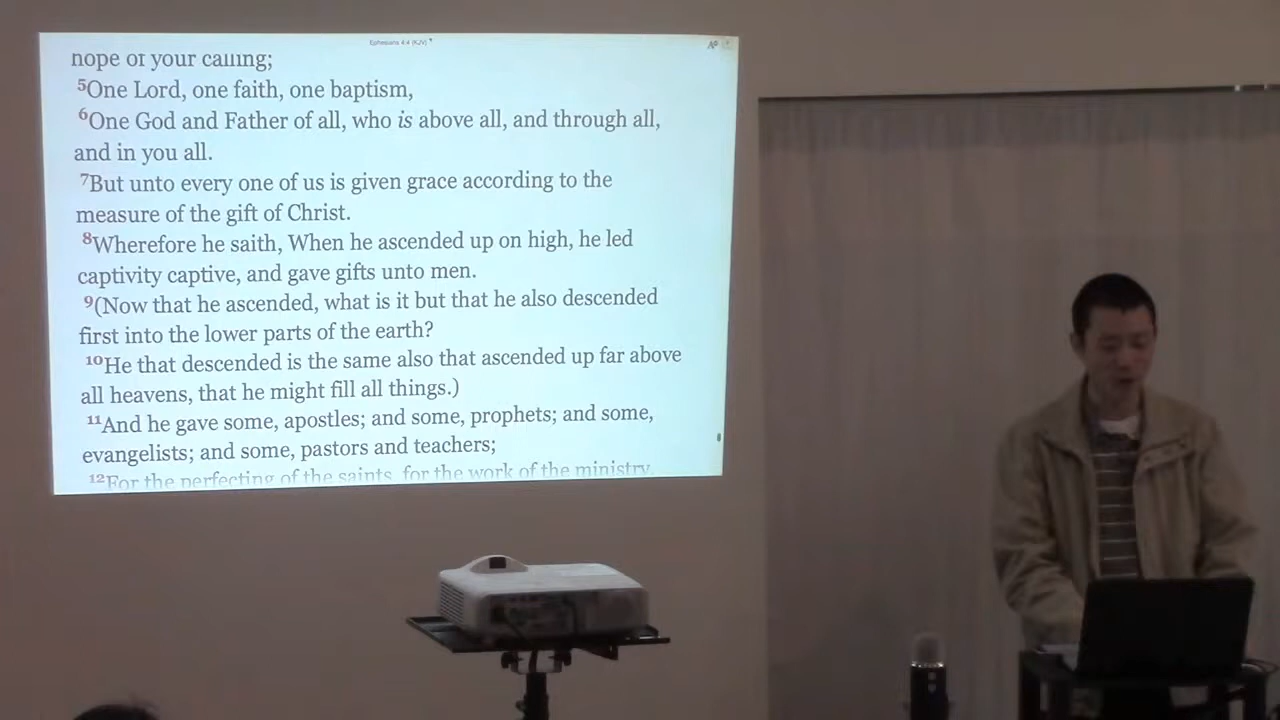 Ephesians 4:4 (KJV)
hope of your calling;
5One Lord, one faith, one baptism,
6One God and Father of all, who is above all, and through all,
and in you all.
7But unto every one of us is given grace according to the
measure of the gift of Christ.
8Wherefore he saith, When he ascended up on high, he led
captivity captive, and gave gifts unto men.
9(Now that he ascended, what is it but that he also descended
first into the lower parts of the earth?
10He that descended is the same also that ascended up far above
all heavens, that he might fill all things.)
11And he gave some, apostles; and some, prophets; and some,
evangelists; and some, pastors and teachers;
12For the perfecting of the saints, for the work of the ministry,